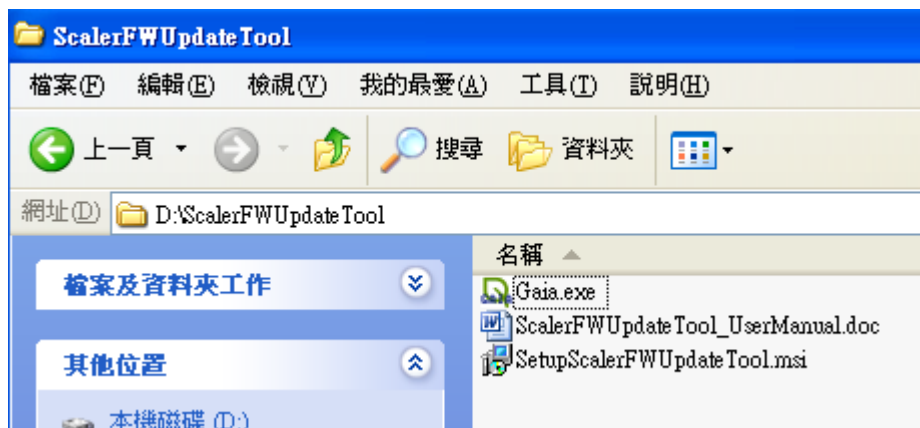 ScalerFWUpdateTool
檔案(F) 編輯(E) 檢視(V) 我的最愛(A) 工具(T) 說明(H)
上一頁 搜尋 資料夾
網址(D) D:\ScalerFWUpdateTool
名稱
檔案及資料夾工作
Gaia.exe
ScalerFWUpdateTool_UserManual.doc
SetupScalerFWUpdateTool.msi
其他位置
本機磁碟 (D:)